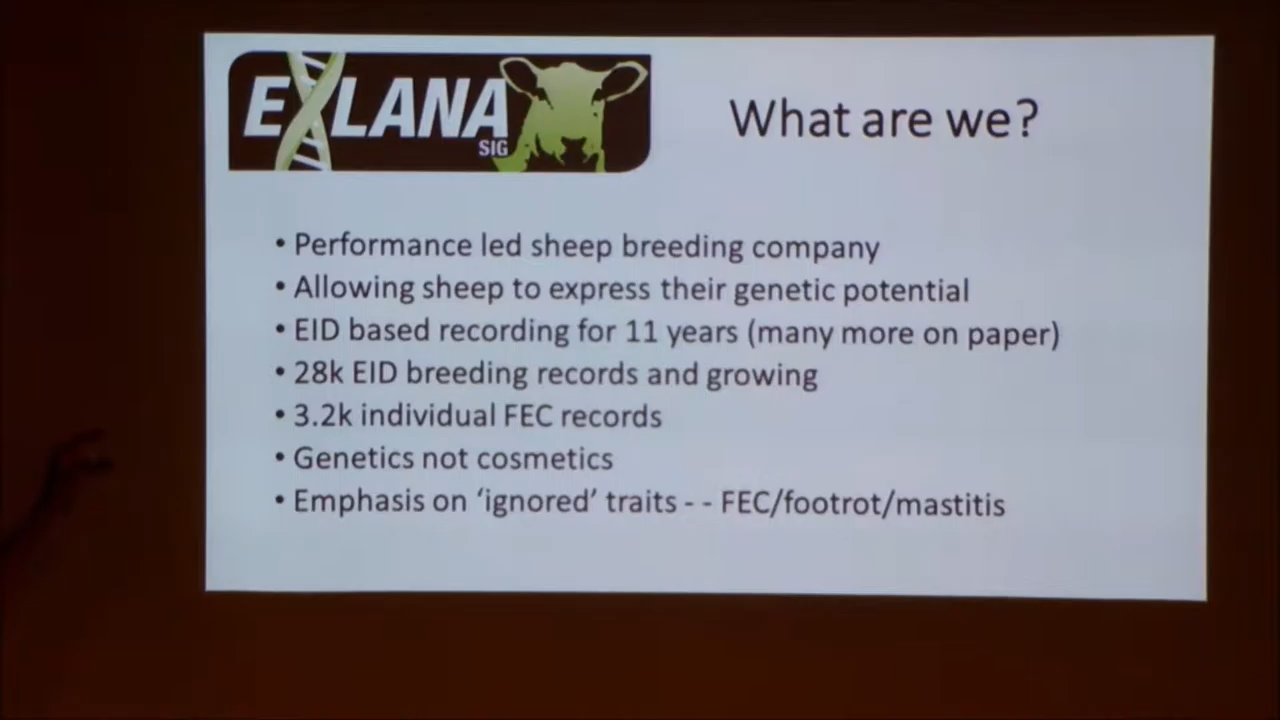 EXLANA
SIG
What are we?
• Performance led sheep breeding company
• Allowing sheep to express their genetic potential
• EID based recording for 11 years (many more on paper)
• 28k EID breeding records and growing
• 3.2k individual FEC records
• Genetics not cosmetics
• Emphasis on ‘ignored’ traits - - FEC/footrot/mastitis